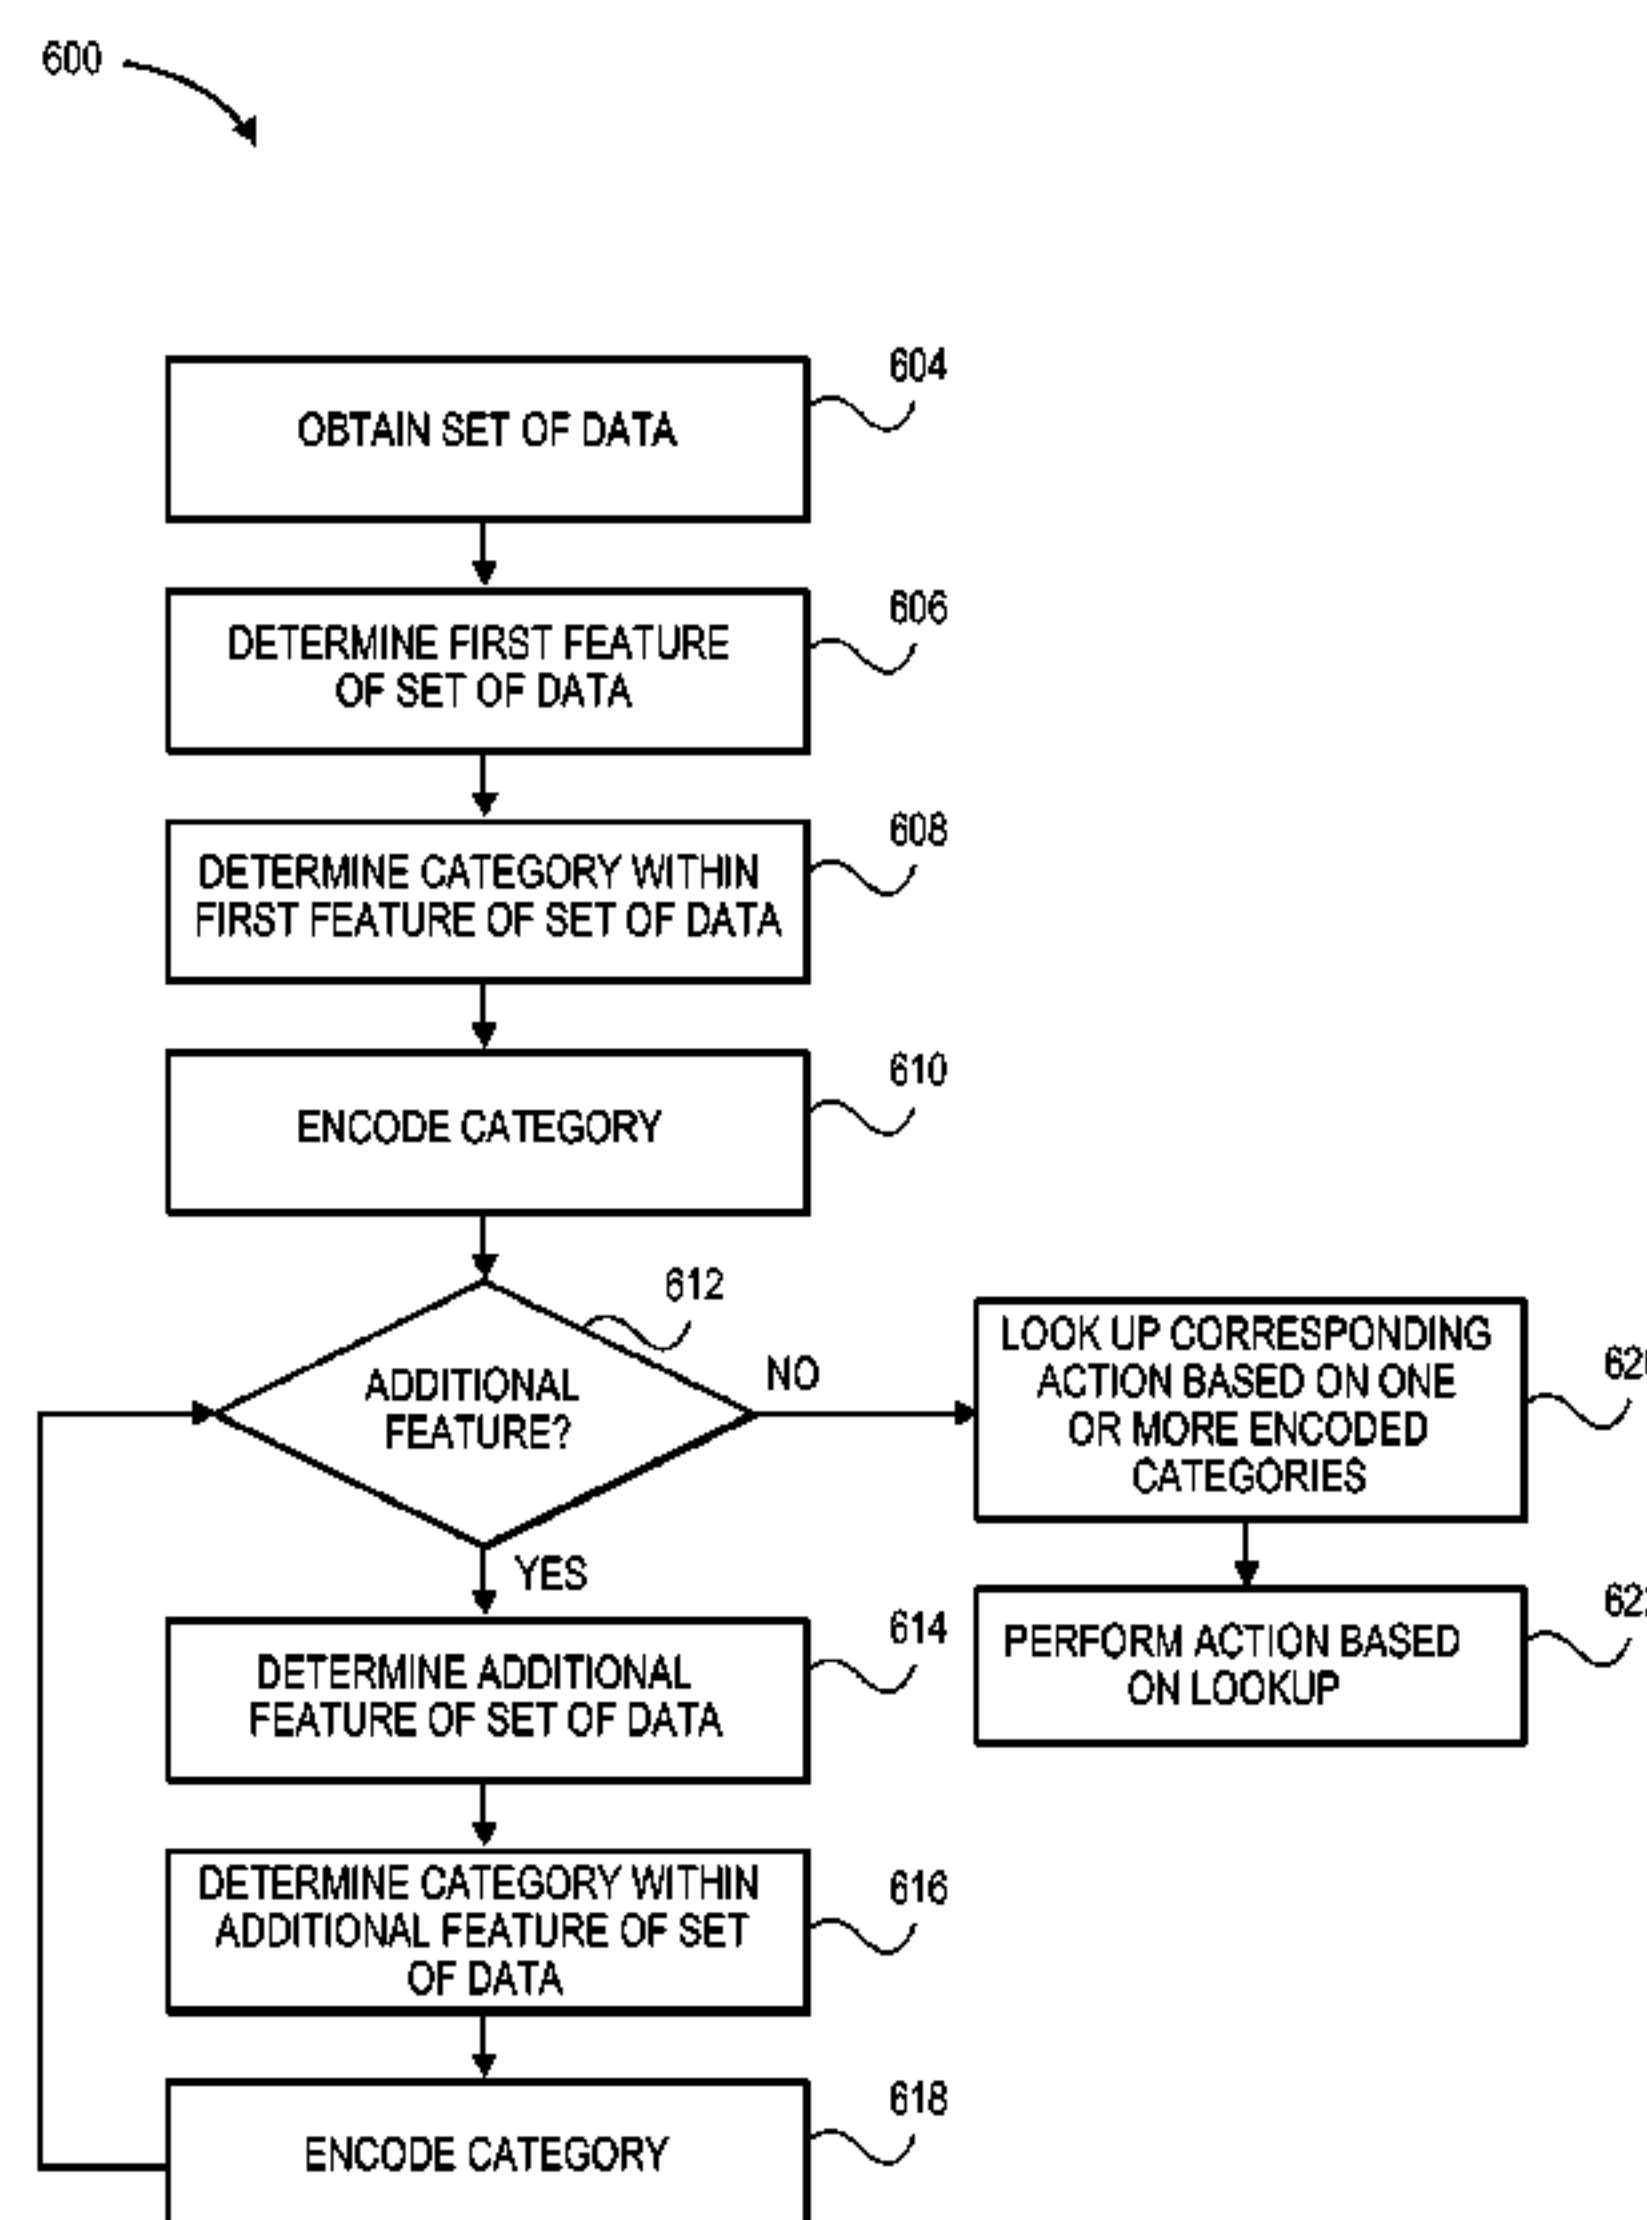 600
604
OBTAIN SET OF DATA
606
DETERMINE FIRST FEATURE
OF SET OF DATA
608
DETERMINE CATEGORY WITHIN
FIRST FEATURE OF SET OF DATA
610
ENCODE CATEGORY
612
ADDITIONAL
FEATURE?
NO
LOOK UP CORRESPONDING
ACTION BASED ON ONE
OR MORE ENCODED
CATEGORIES
YES
614
DETERMINE ADDITIONAL
FEATURE OF SET OF DATA
PERFORM ACTION BASED
ON LOOKUP
616
DETERMINE CATEGORY WITHIN
ADDITIONAL FEATURE OF SET
OF DATA
618
ENCODE CATEGORY